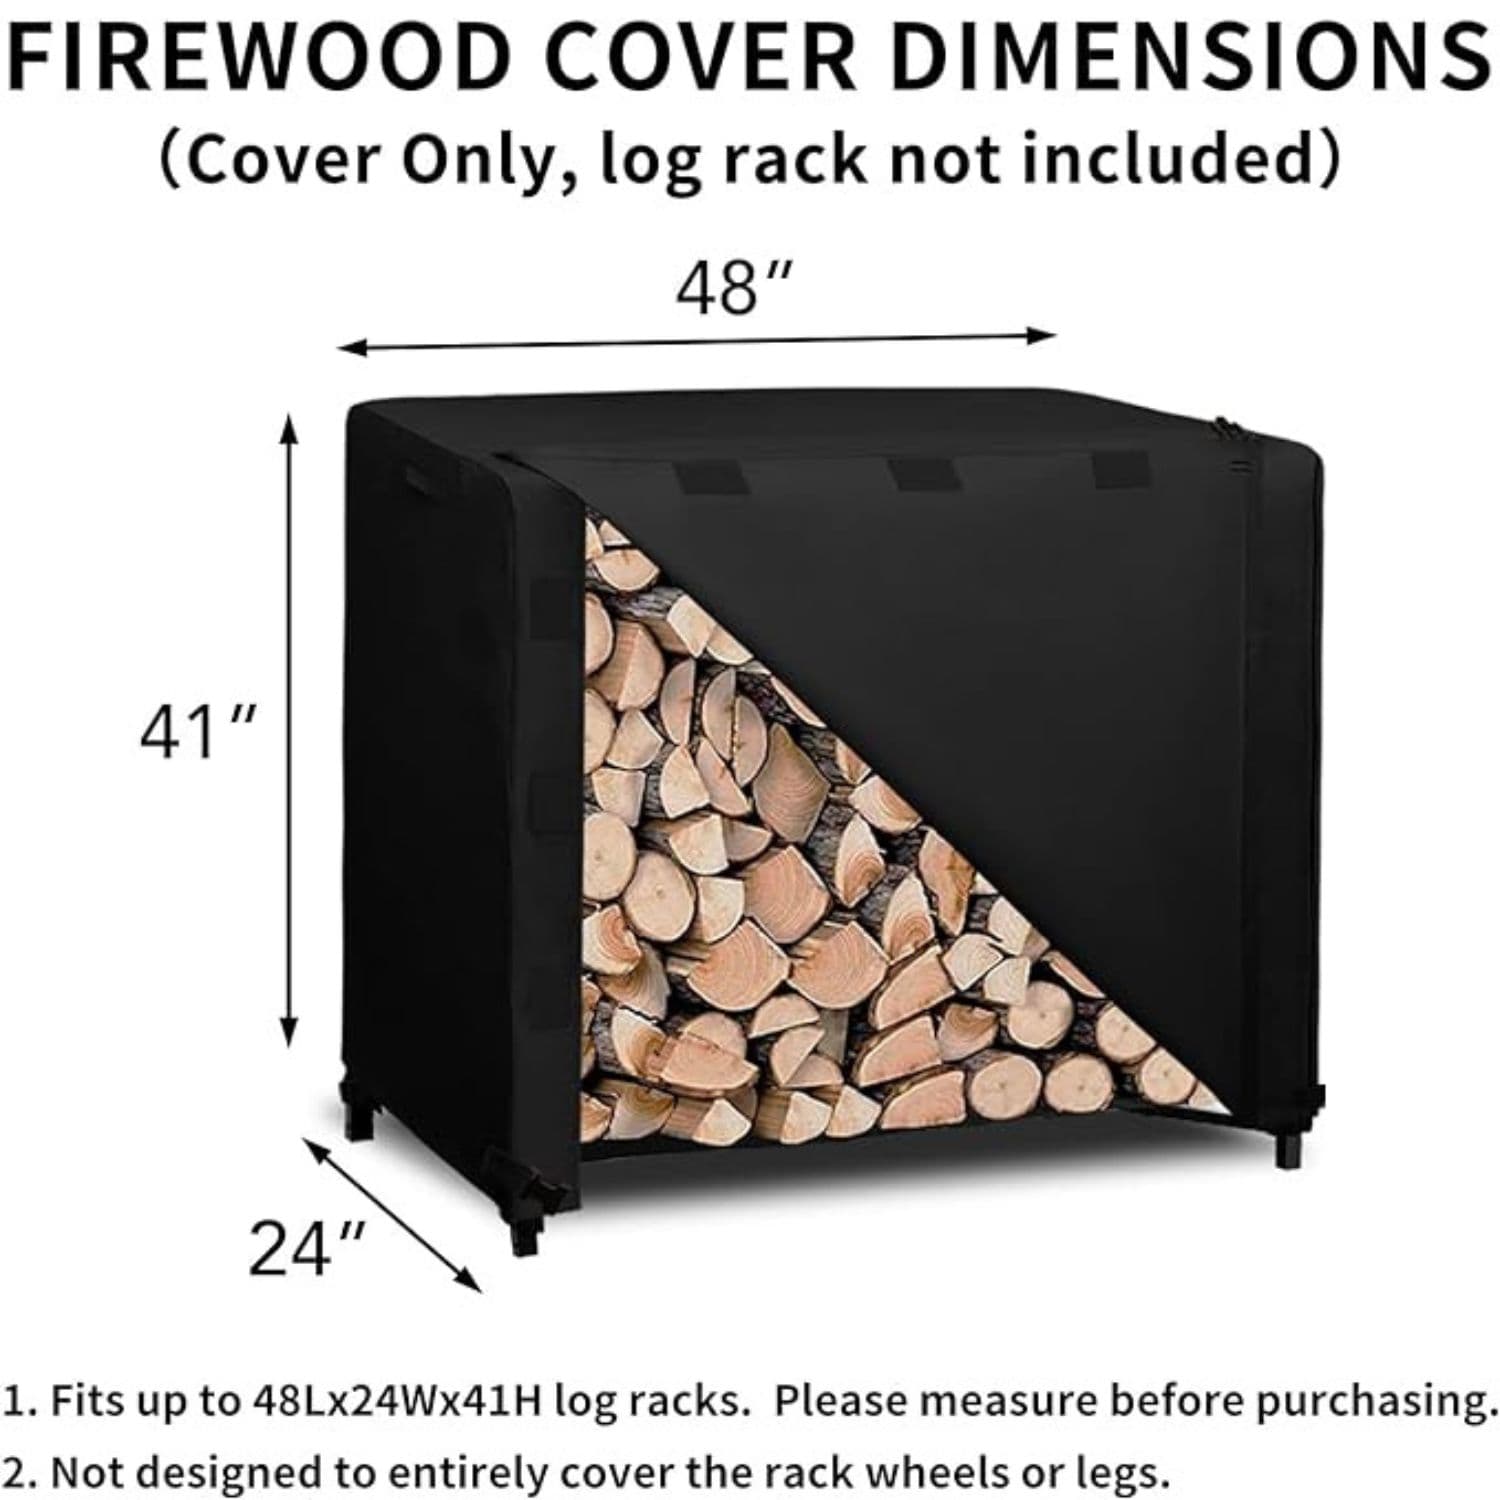 FIREWOOD COVER DIMENSIONS
(Cover Only, log rack not included)
48"
41"
24"
1. Fits up to 48Lx24Wx41H log racks. Please measure before purchasing.
2. Not designed to entirely cover the rack wheels or legs.